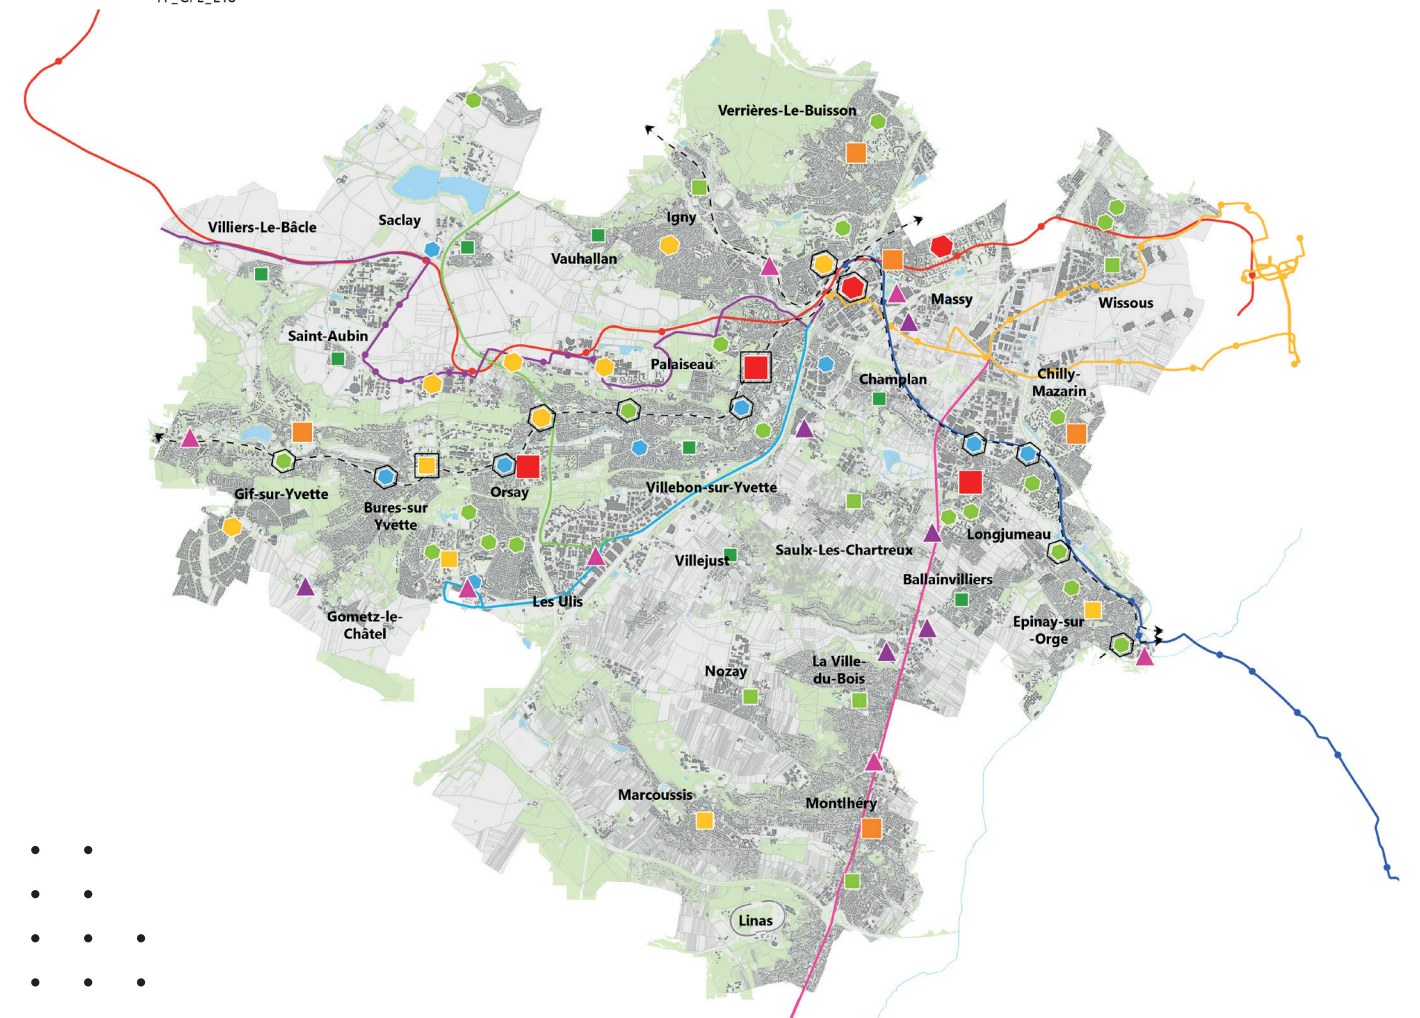 Verrières-Le-Buisson
Igny
Saclay
Villiers-Le-Bâcle
Vauhallan
Massy
Wissous
Saint-Aubin
Palaiseau
Champlan
Chilly-
Mazarin
Gif-sur-Yvette
Orsay
Villebon-sur-Yvette
Bures-sur
Yvette
Longjumeau
Saulx-Les-Chartreux
Villejust
Ballainvilliers
Les Ulis
Gometz-le-
Châtel
Epinay-sur
-Orge
Nozay
La Ville-
du-Bois
Marcoussis
Montlhéry
Linas